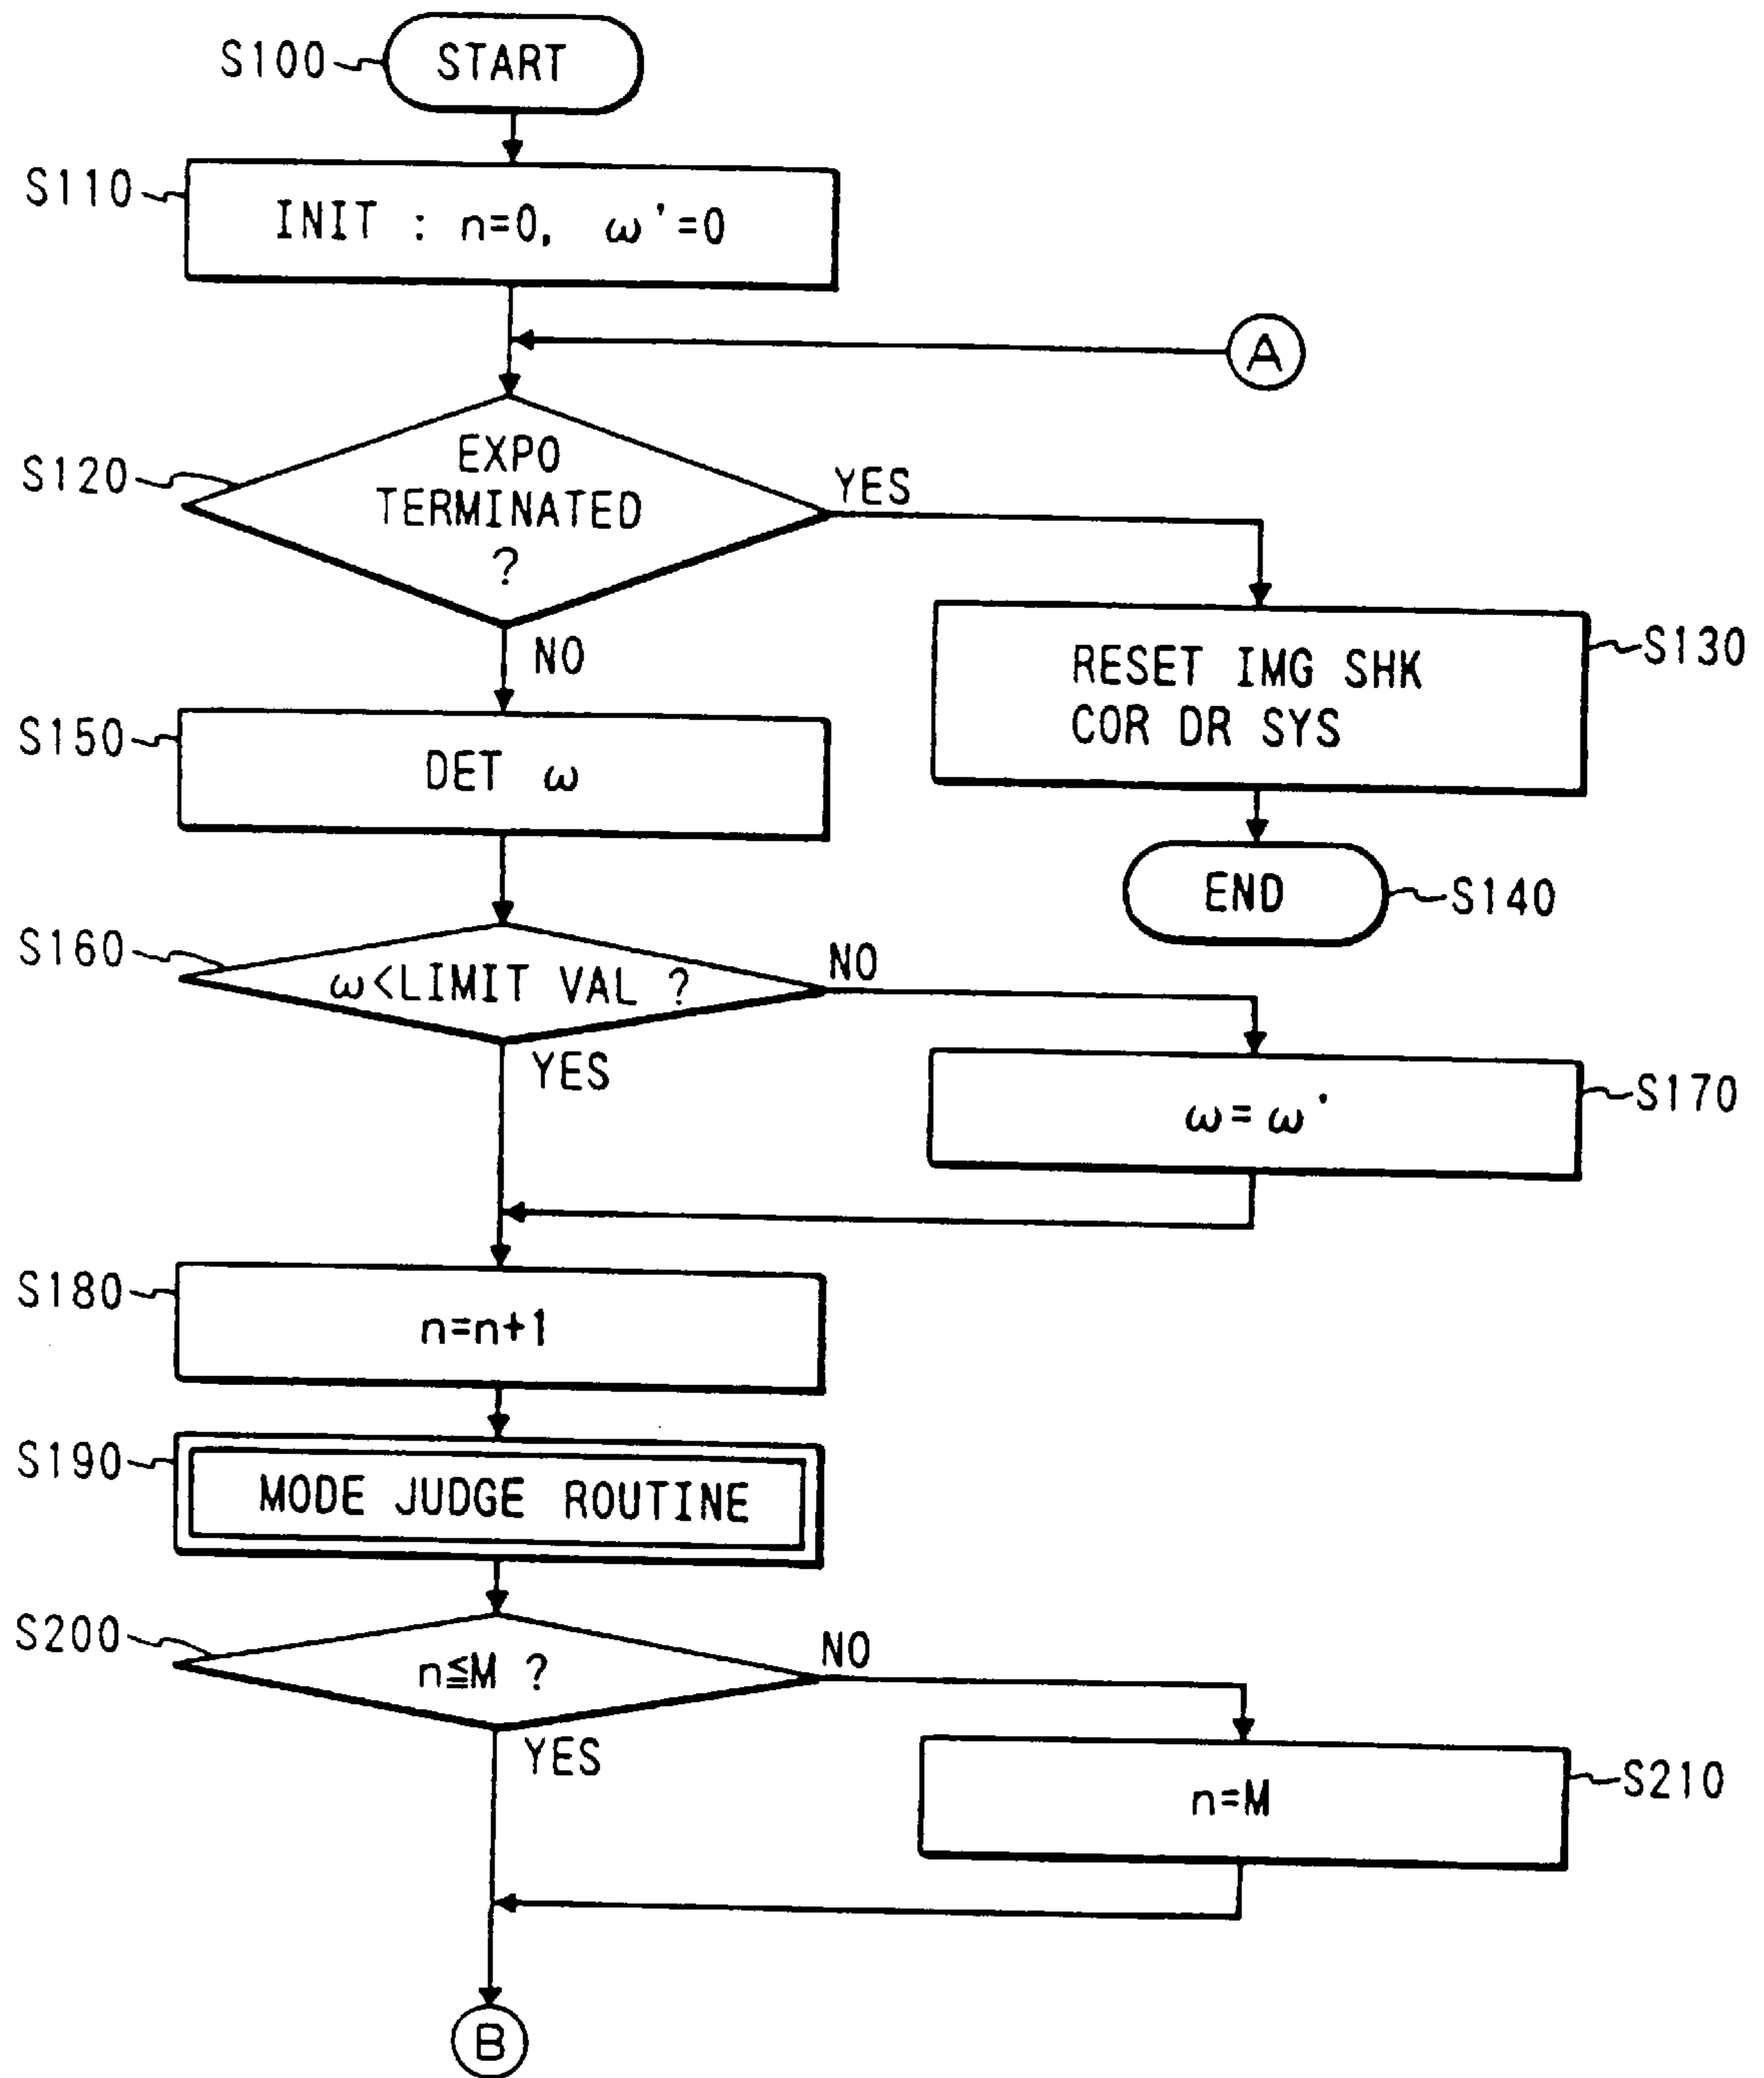 S100
START
S110
INIT : n=0, ω'=0
A
S120
EXPO
TERMINATED
?
YES
NO
S130
RESET IMG SHK
COR DR SYS
S150
DET ω
END
S140
S160
ω<LIMIT VAL ?
NO
YES
S170
ω=ω'
S180
n=n+1
S190
MODE JUDGE ROUTINE
S200
n≦M ?
NO
YES
S210
n=M
B